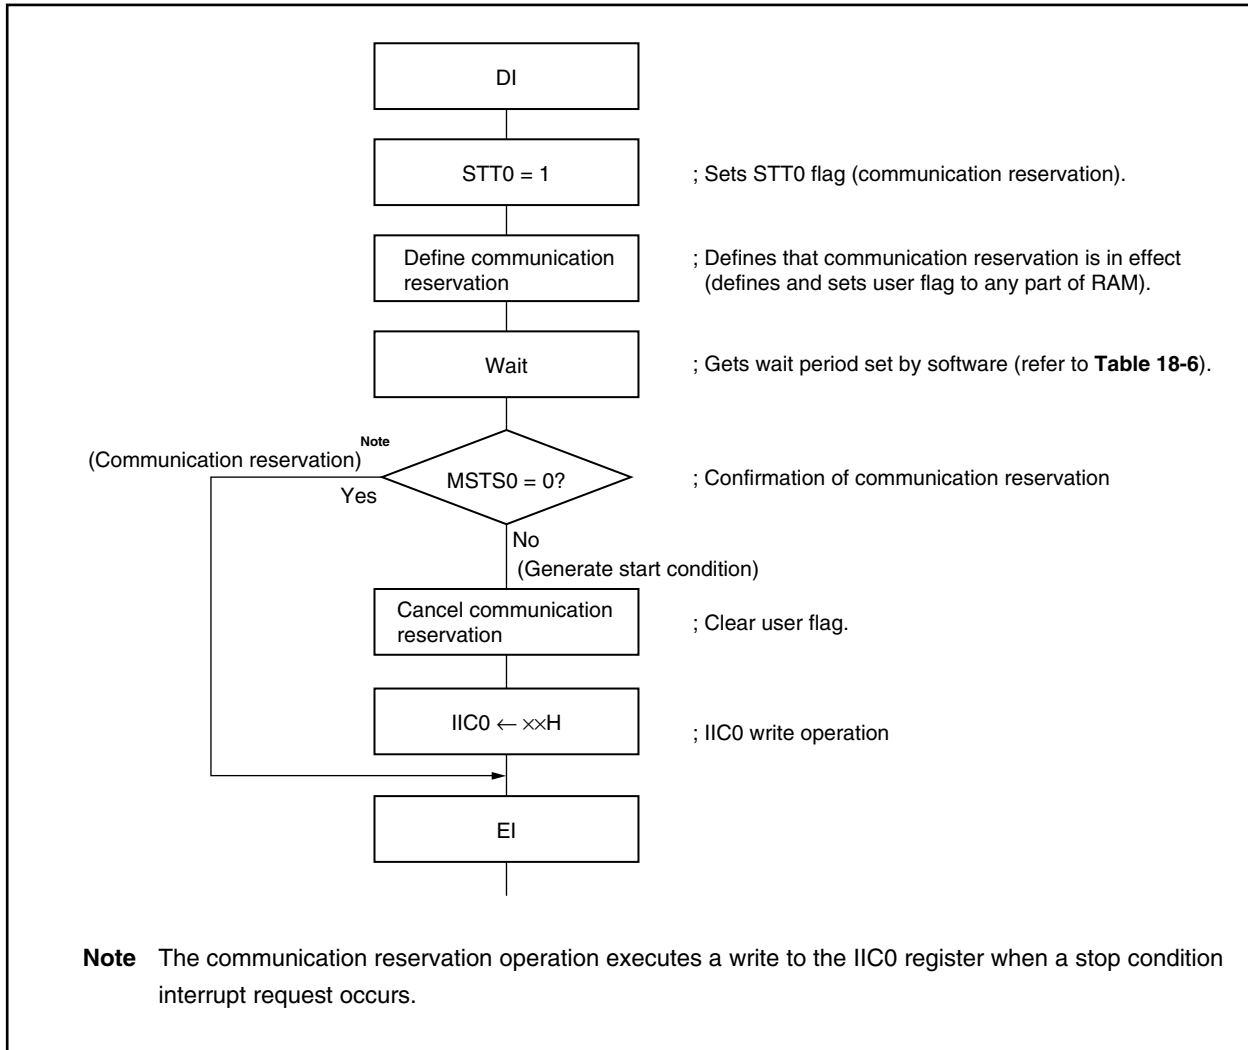 DI
STT0 = 1
; Sets STT0 flag (communication reservation).
Define communication
reservation
; Defines that communication reservation is in effect
(defines and sets user flag to any part of RAM).
Wait
; Gets wait period set by software (refer to Table 18-6).
(Communication reservation) Note
Yes
MSTS0 = 0?
; Confirmation of communication reservation
No
(Generate start condition)
Cancel communication
reservation
; Clear user flag.
IIC0 ← ××H
; IIC0 write operation
EI
Note The communication reservation operation executes a write to the IIC0 register when a stop condition
interrupt request occurs.